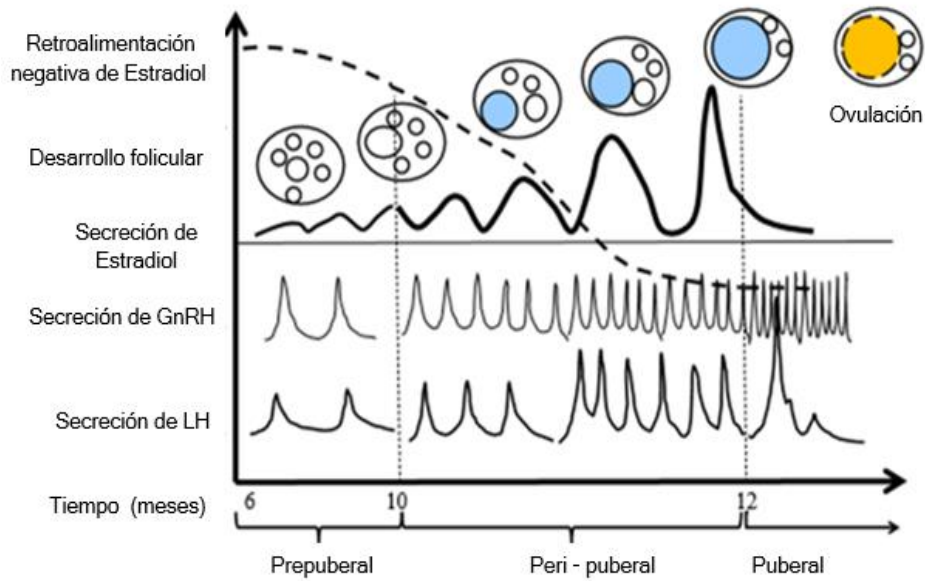 Retroalimentación
negativa de Estradiol
Ovulación
Desarrollo folicular
Secreción de
Estradiol
Secreción de GnRH
Secreción de LH
Tiempo (meses)
6 10 12
Prepuberal Peri - puberal Puberal